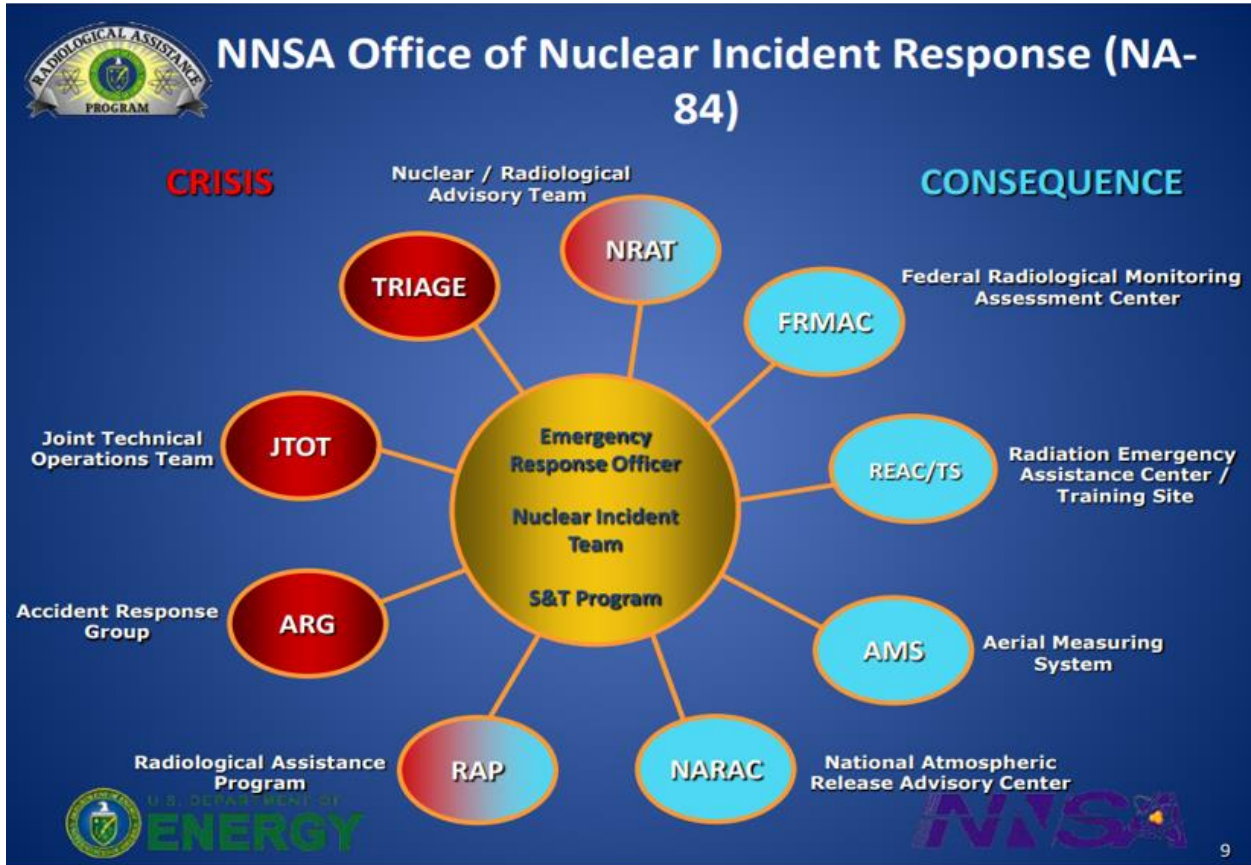 RADIOLOGICAL ASSISTANCE
PROGRAM
NNSA Office of Nuclear Incident Response (NA-
84)
CRISIS
CONSEQUENCE
Nuclear / Radiological
Advisory Team
NRAT
TRIAGE
Federal Radiological Monitoring
Assessment Center
FRMAC
Joint Technical
Operations Team
JTOT
Emergency
Response Officer
Nuclear Incident
Team
S&T Program
REAC/TS
Radiation Emergency
Assistance Center /
Training Site
Accident Response
Group
ARG
AMS
Aerial Measuring
System
Radiological Assistance
Program
RAP
NARAC
National Atmospheric
Release Advisory Center
U.S. DEPARTMENT OF
ENERGY
NNSA
9